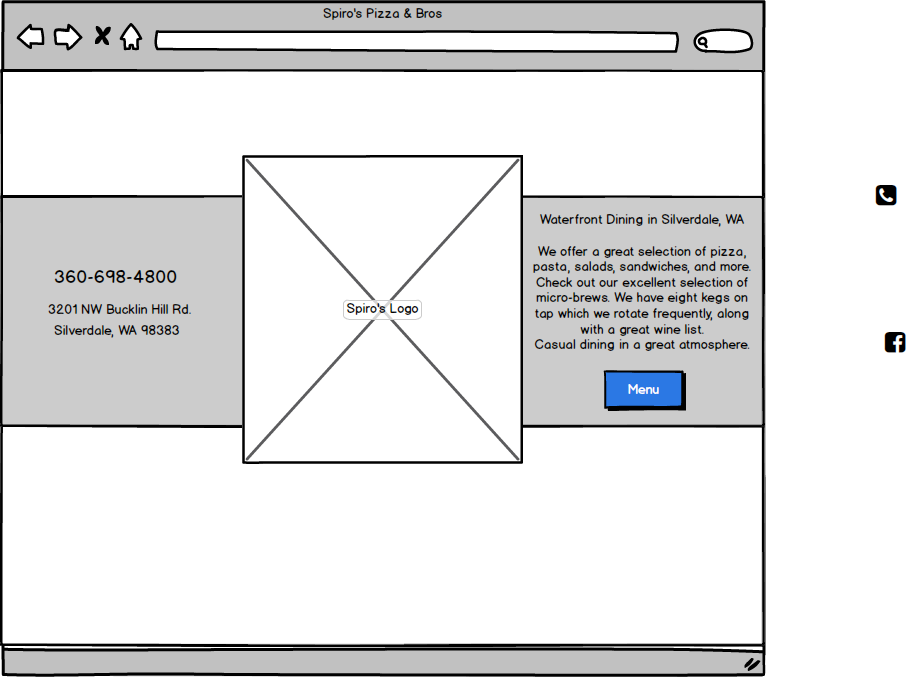 Spiro's Pizza & Bros
360-698-4800
3201 NW Bucklin Hill Rd.
Silverdale, WA 98383
Spiro's Logo
Waterfront Dining in Silverdale, WA
We offer a great selection of pizza,
pasta, salads, sandwiches, and more.
Check out our excellent selection of
micro-brews. We have eight kegs on
tap which we rotate frequently, along
with a great wine list.
Casual dining in a great atmosphere.
Menu